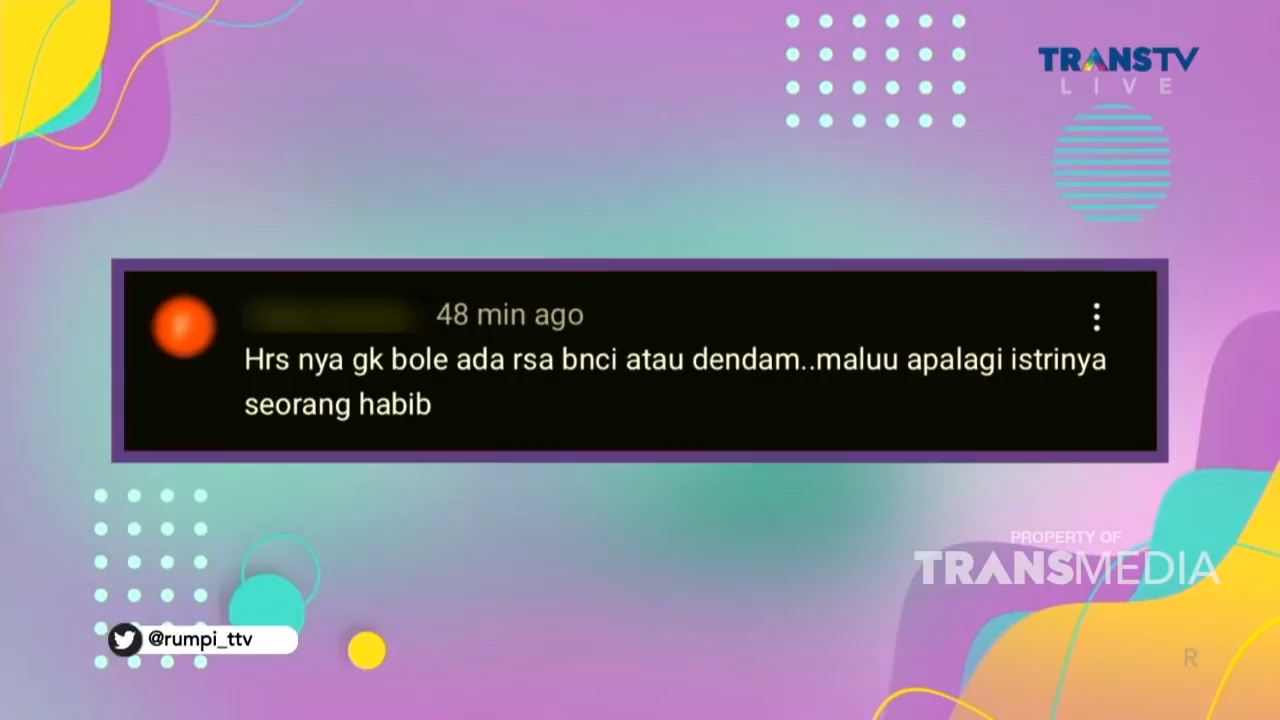 TRANSTV
LIVE
48 min ago
Hrs nya gk bole ada rsa bnci atau dendam..maluu apalagi istrinya
seorang habib
PROPERTY OF
TRANSMEDIA
@rumpi_ttv
R